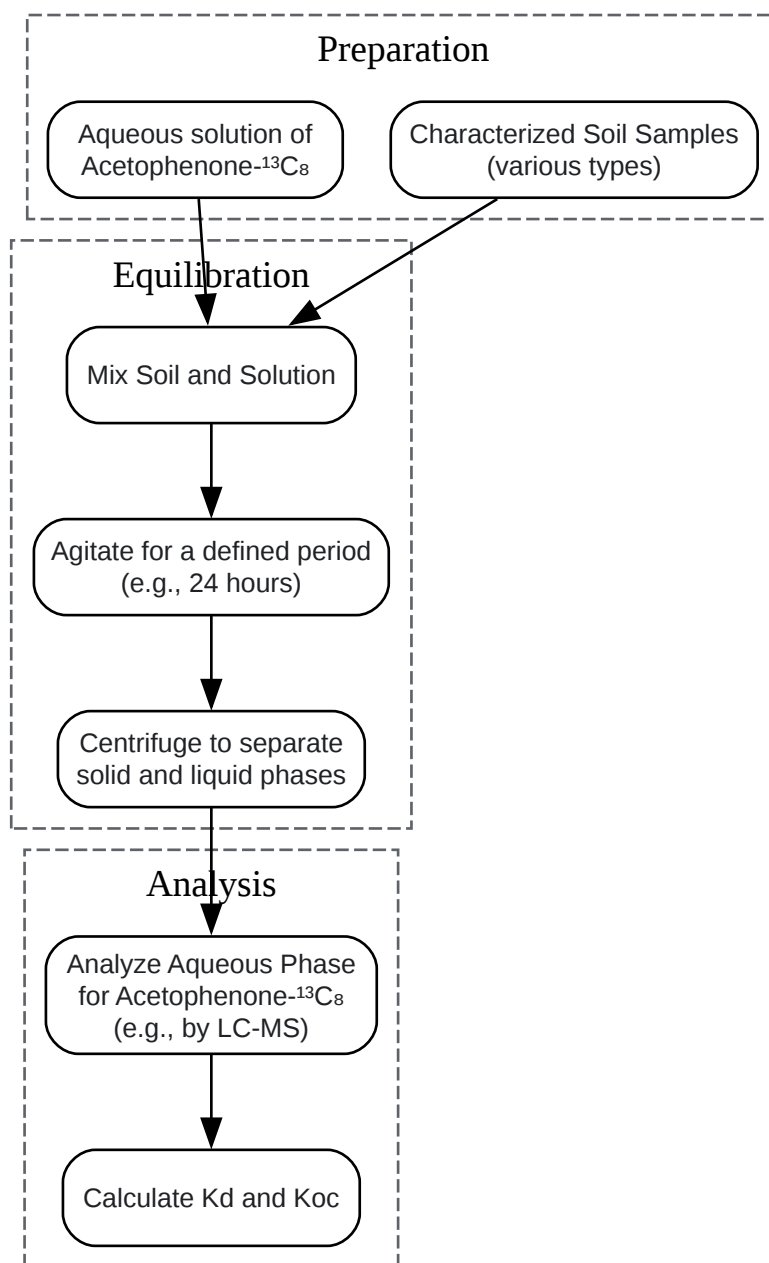 Preparation
Aqueous solution of
Acetophenone-¹³C₈
Characterized Soil Samples
(various types)
Equilibration
Mix Soil and Solution
Agitate for a defined period
(e.g., 24 hours)
Centrifuge to separate
solid and liquid phases
Analysis
Analyze Aqueous Phase
for Acetophenone-¹³C₈
(e.g., by LC-MS)
Calculate Kd and Koc